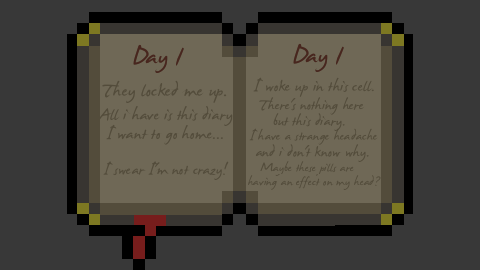 Day 1
They locked me up.
All i have is this diary
I want to go home...
I swear I'm not crazy!
Day 1
I woke up in this cell.
There's nothing here
but this diary.
I have a strange headache
and i don't know why.
Maybe these pills are
having an effect on my head?